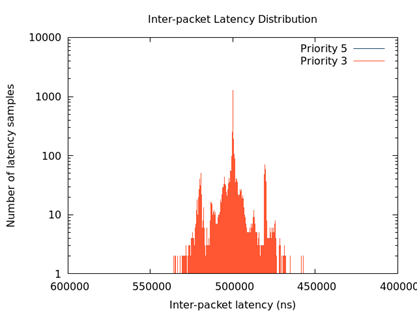 Inter-packet Latency Distribution
10000
1000
100
10
1
Number of latency samples
Priority 5
Priority 3
600000 550000 500000 450000 400000
Inter-packet latency (ns)